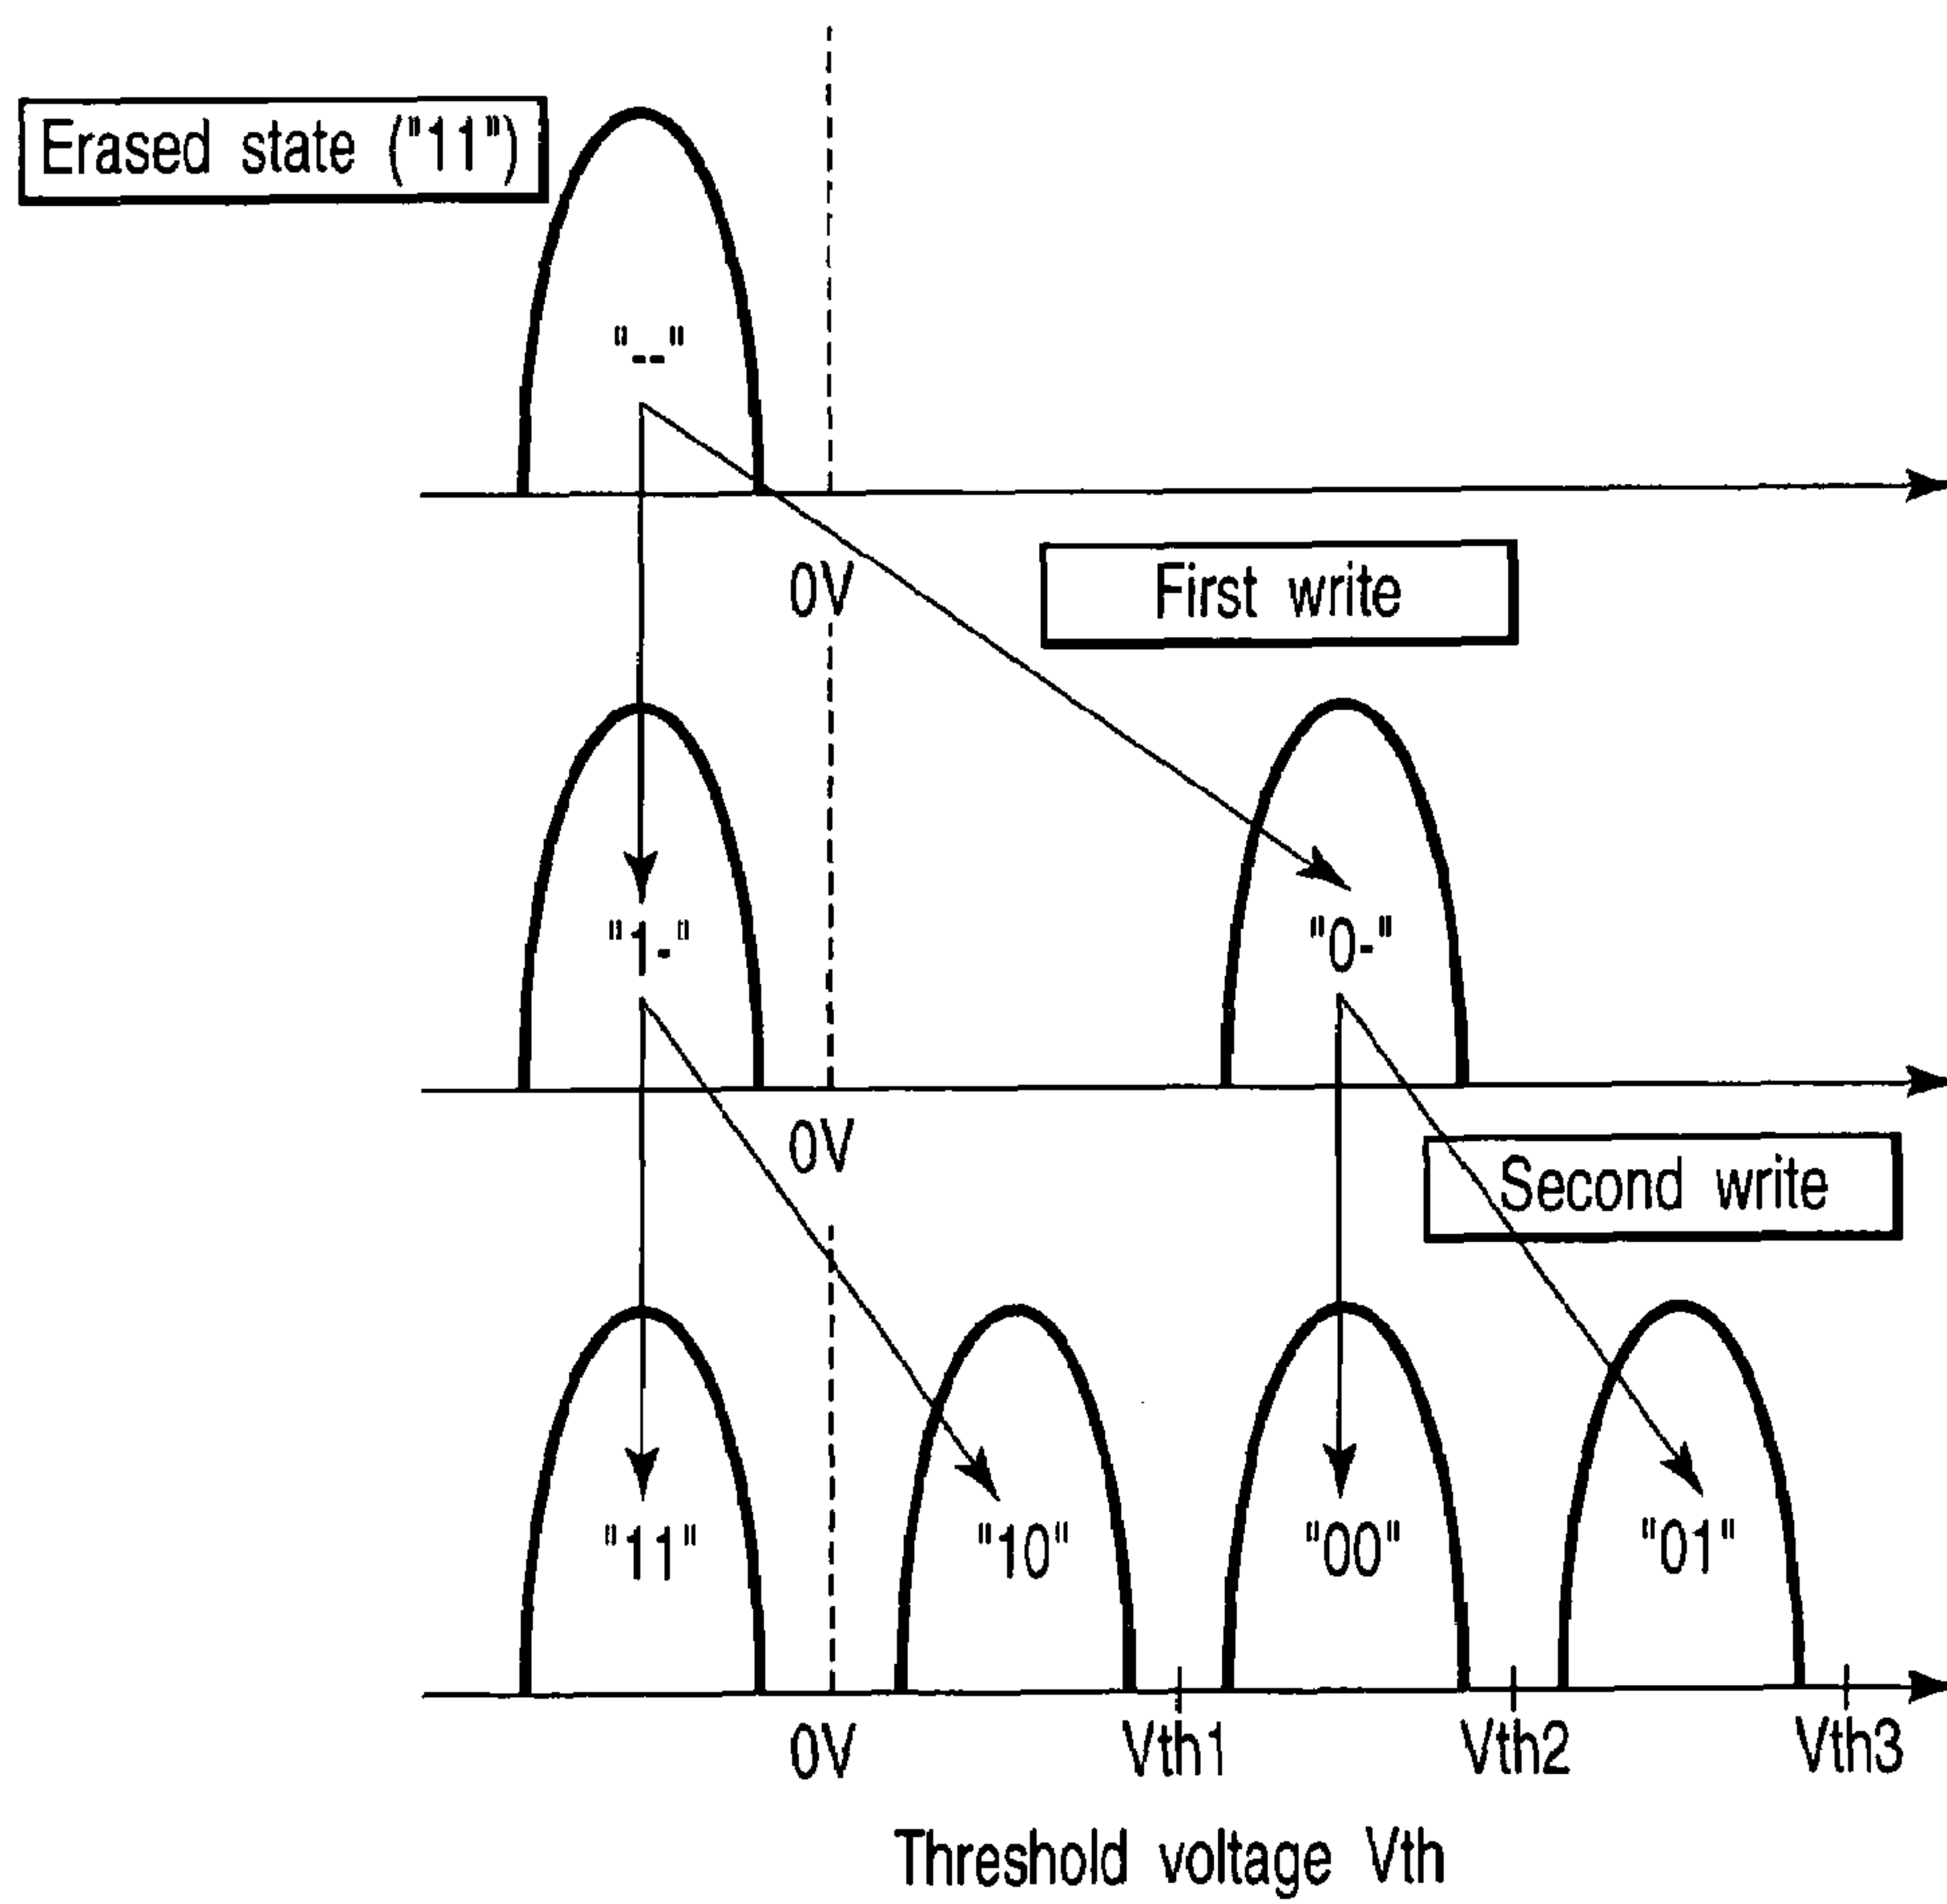 Erased state ("11")
"--"
0V
First write
"1-"
"0-"
0V
Second write
"11"
"10"
"00"
"01"
0V
Vth1
Vth2
Vth3
Threshold voltage Vth